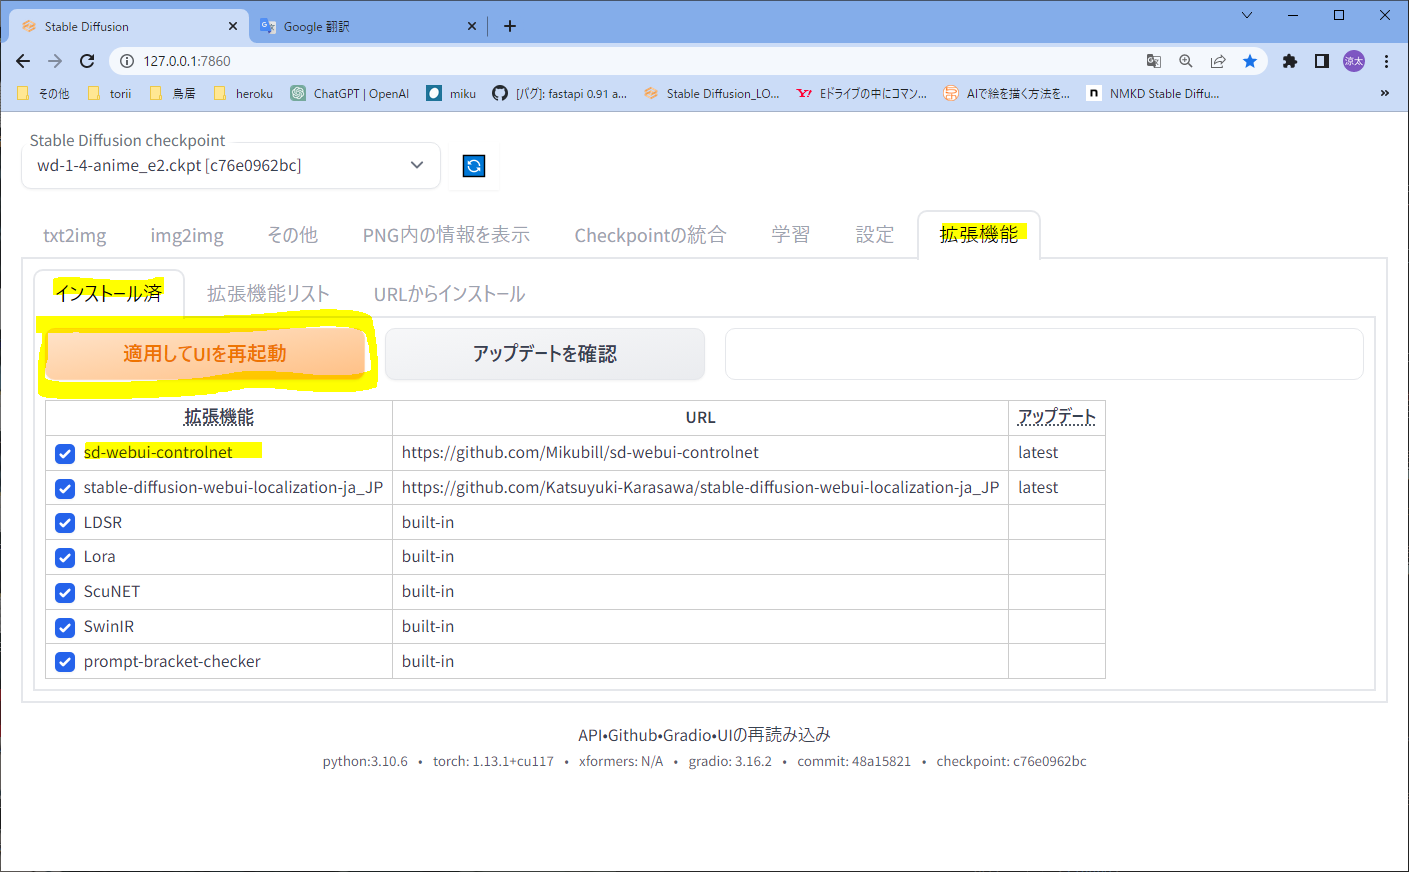 Stable Diffusion
Google 翻訳
127.0.0.1:7860
涼太
その他
torii
鳥居
heroku
ChatGPT | OpenAI
miku
[バグ]: fastapi 0.91 a...
Stable Diffusion_LO...
Eドライブの中にコマン...
AIで絵を描く方法を...
NMKD Stable Diffu...
Stable Diffusion checkpoint
wd-1-4-anime_e2.ckpt [c76e0962bc]
txt2img
img2img
その他
PNG内の情報を表示
Checkpointの統合
学習
設定
拡張機能
インストール済
拡張機能リスト
URLからインストール
適用してUIを再起動
アップデートを確認
拡張機能 URL アップデート
sd-webui-controlnet https://github.com/Mikubill/sd-webui-controlnet latest
stable-diffusion-webui-localization-ja_JP https://github.com/Katsuyuki-Karasawa/stable-diffusion-webui-localization-ja_JP latest
LDSR built-in
Lora built-in
ScuNET built-in
SwinIR built-in
prompt-bracket-checker built-in
API•Github•Gradio•UIの再読み込み
python:3.10.6 • torch: 1.13.1+cu117 • xformers: N/A • gradio: 3.16.2 • commit: 48a15821 • checkpoint: c76e0962bc